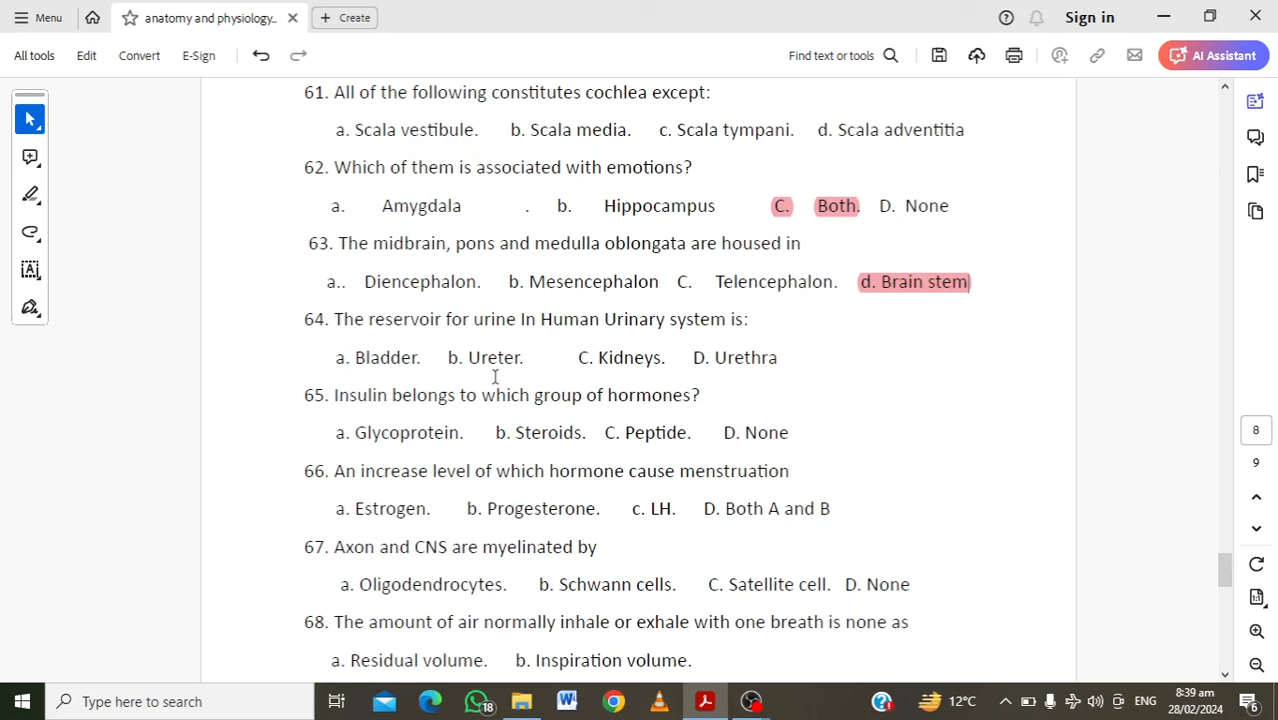 Menu
anatomy and physiology...
Create
Sign in
All tools
Edit
Convert
E-Sign
Find text or tools
AI Assistant
61. All of the following constitutes cochlea except:
a. Scala vestibule. b. Scala media. c. Scala tympani. d. Scala adventitia
62. Which of them is associated with emotions?
a. Amygdala . b. Hippocampus C. Both. D. None
63. The midbrain, pons and medulla oblongata are housed in
a.. Diencephalon. b. Mesencephalon C. Telencephalon. d. Brain stem
64. The reservoir for urine In Human Urinary system is:
a. Bladder. b. Ureter. C. Kidneys. D. Urethra
65. Insulin belongs to which group of hormones?
a. Glycoprotein. b. Steroids. C. Peptide. D. None
66. An increase level of which hormone cause menstruation
a. Estrogen. b. Progesterone. c. LH. D. Both A and B
67. Axon and CNS are myelinated by
a. Oligodendrocytes. b. Schwann cells. C. Satellite cell. D. None
68. The amount of air normally inhale or exhale with one breath is none as
a. Residual volume. b. Inspiration volume.
8
9
Type here to search
18
12°C
ENG
8:39 am
28/02/2024
6